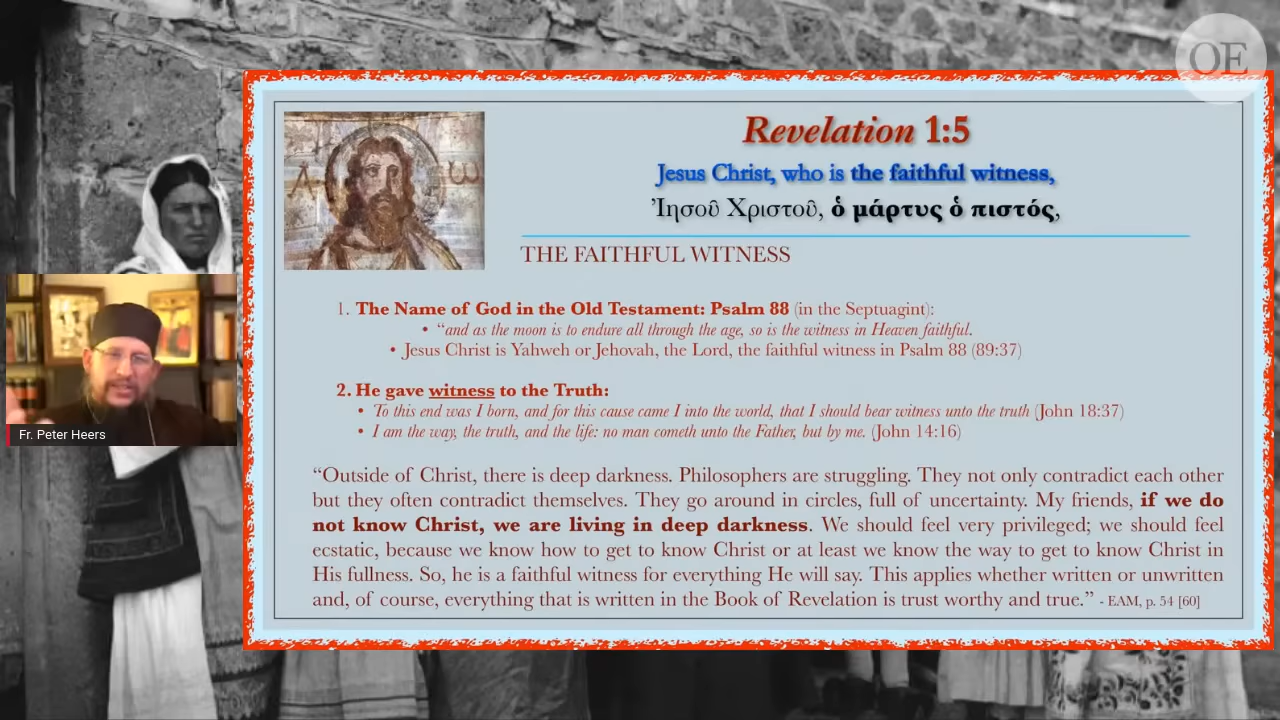 OE
Revelation 1:5
Jesus Christ, who is the faithful witness,
Ἰησοῦ Χριστοῦ, ὁ μάρτυς ὁ πιστός,
A ω
THE FAITHFUL WITNESS
1. The Name of God in the Old Testament: Psalm 88 (in the Septuagint):
• “and as the moon is to endure all through the age, so is the witness in Heaven faithful.
• Jesus Christ is Yahweh or Jehovah, the Lord, the faithful witness in Psalm 88 (89:37)
2. He gave witness to the Truth:
• To this end was I born, and for this cause came I into the world, that I should bear witness unto the truth (John 18:37)
• I am the way, the truth, and the life: no man cometh unto the Father, but by me. (John 14:16)
“Outside of Christ, there is deep darkness. Philosophers are struggling. They not only contradict each other
but they often contradict themselves. They go around in circles, full of uncertainty. My friends, if we do
not know Christ, we are living in deep darkness. We should feel very privileged; we should feel
ecstatic, because we know how to get to know Christ or at least we know the way to get to know Christ in
His fullness. So, he is a faithful witness for everything He will say. This applies whether written or unwritten
and, of course, everything that is written in the Book of Revelation is trust worthy and true.” - EAM, p. 54 [60]
Fr. Peter Heers